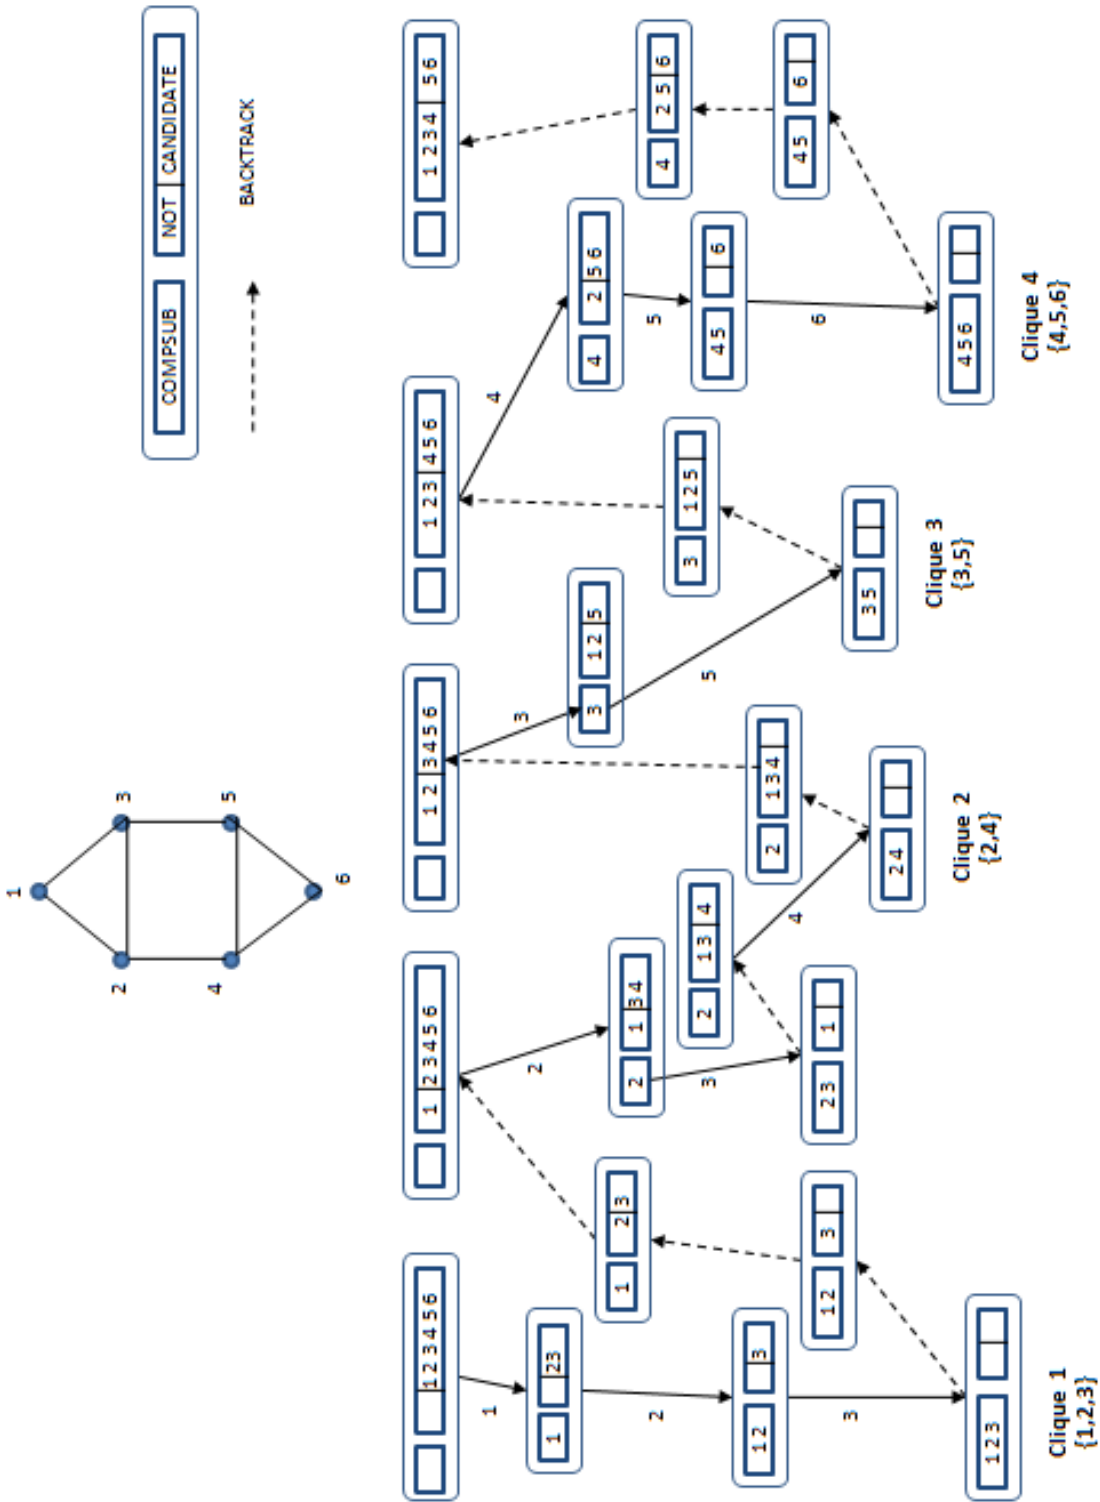 1
2 3
COMPSUB NOT CANDIDATE
4 5
BACKTRACK
6
1 2 3 4 5 6
1 2 3 4 5 6
1 2 3 4 5 6
1 2 3 4 5 6
1 2 3 4 5 6
1
2
3
4
1 23
3 1 2 5
4 2 5 6
1 2 3
2 1 3 4
2
3
5
5
4 2 5 6
3 1 2 5
2 1 3 4
4 5 6
1 2 3
2 1 3 4
4
4 5 6
6
1 2 3
2 3 1
3
3 5
2 4
4 5 6
1 2 3
Clique 3
{3,5}
Clique 2
{2,4}
Clique 4
{4,5,6}
Clique 1
{1,2,3}